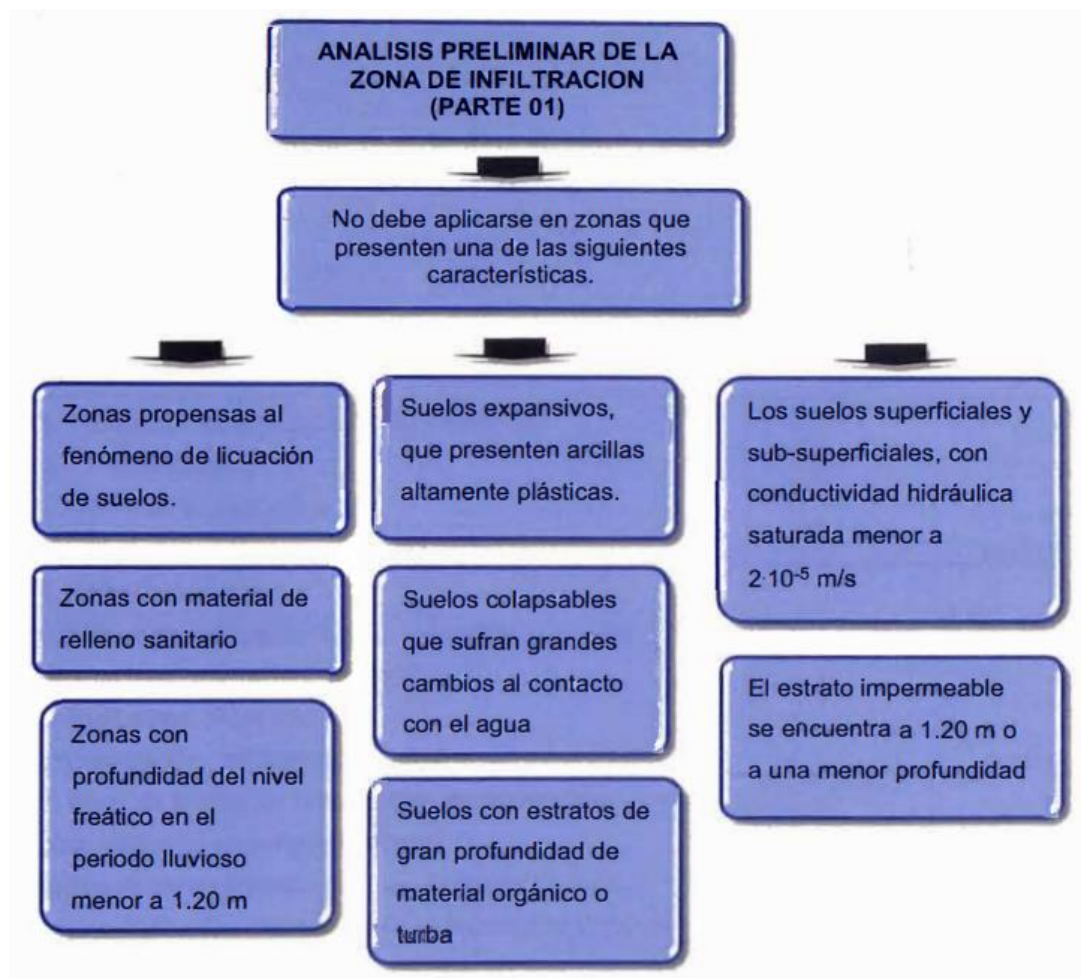 ANALISIS PRELIMINAR DE LA
ZONA DE INFILTRACION
(PARTE 01)
No debe aplicarse en zonas que
presenten una de las siguientes
características.
Zonas propensas al
fenómeno de licuación
de suelos.
Zonas con material de
relleno sanitario
Zonas con
profundidad del nivel
freático en el
periodo lluvioso
menor a 1.20 m
Suelos expansivos,
que presenten arcillas
altamente plásticas.
Suelos colapsables
que sufran grandes
cambios al contacto
con el agua
Suelos con estratos de
gran profundidad de
material orgánico o
turba
Los suelos superficiales y
sub-superficiales, con
conductividad hidráulica
saturada menor a
2·10⁻⁵ m/s
El estrato impermeable
se encuentra a 1.20 m o
a una menor profundidad